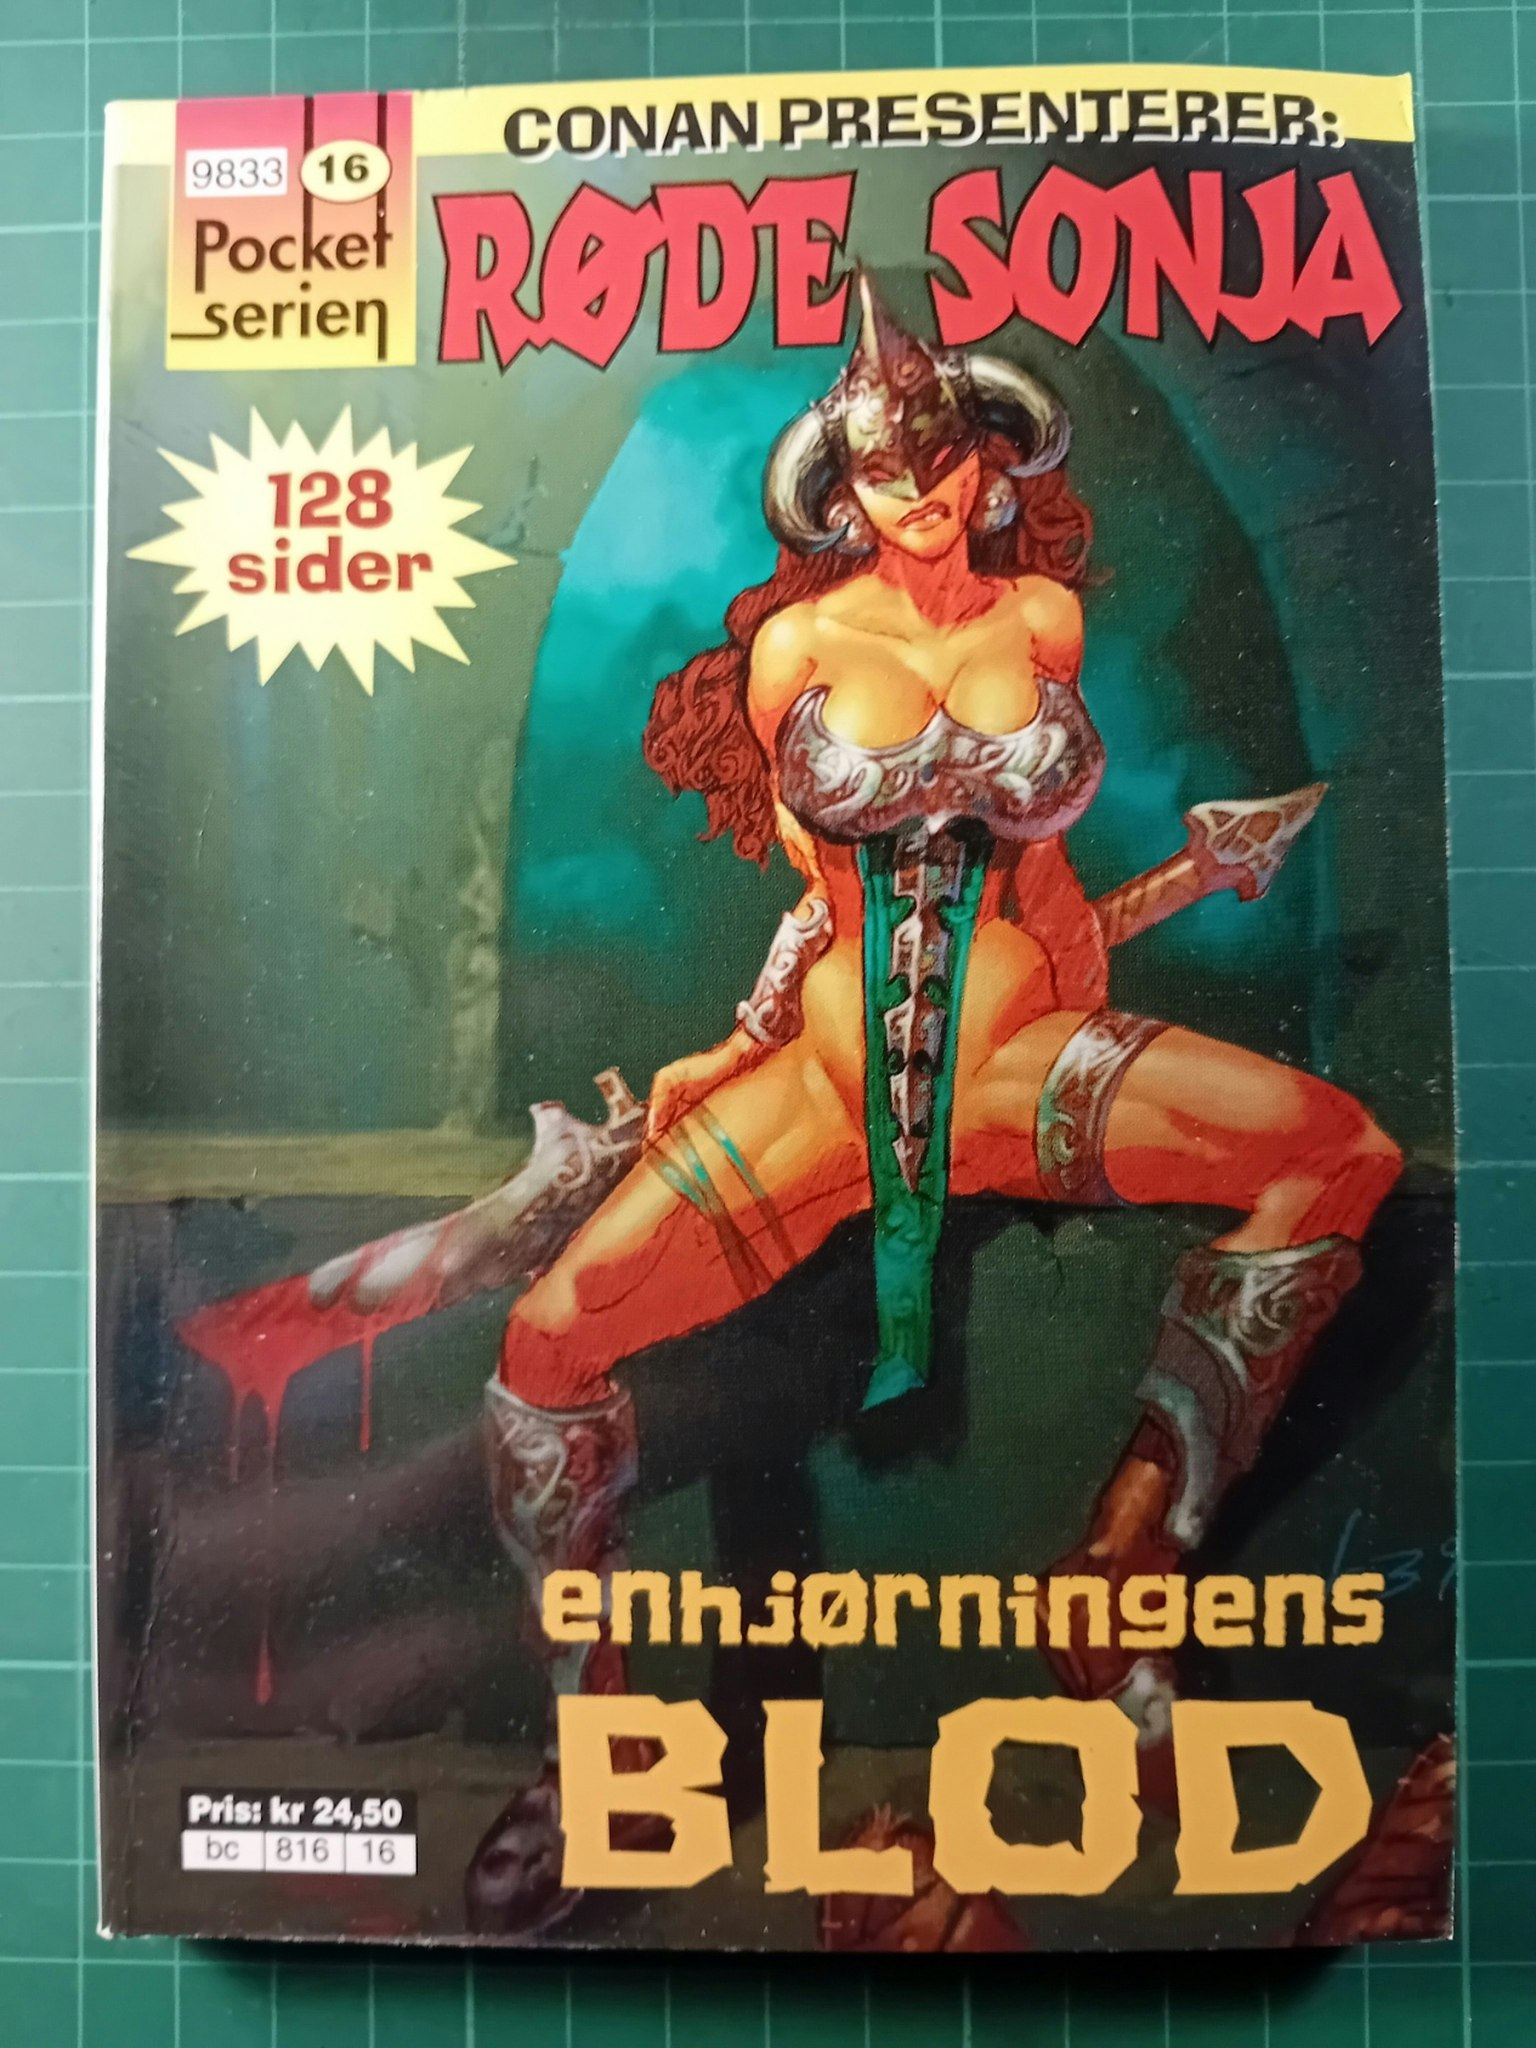 CONAN PRESENTERER:
9833
16
Pocket
serien
RØDE SONJA
128
sider
enhjørningens
BLOD
Pris: kr 24,50
bc 816 16